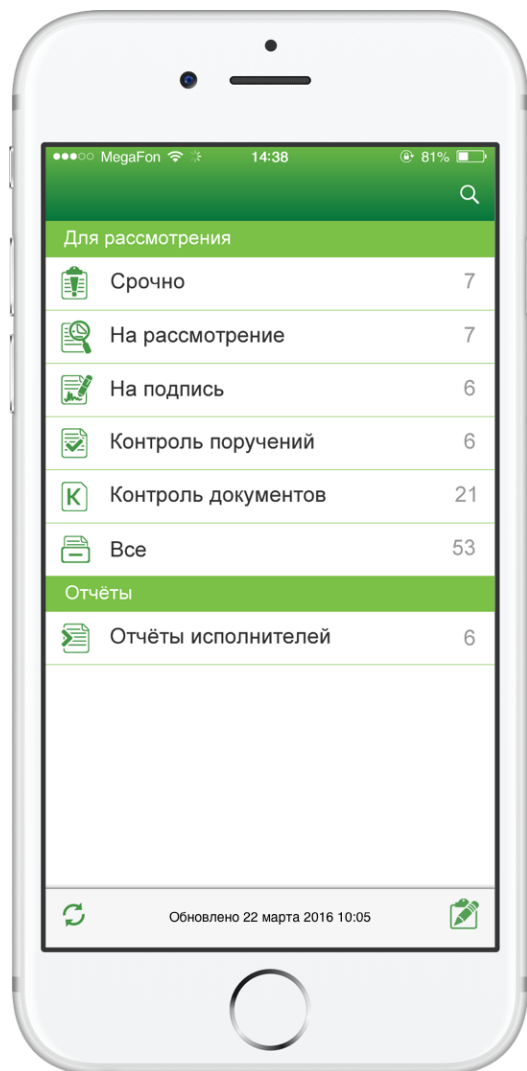 MegaFon 14:38 81%
Для рассмотрения
Срочно 7
На рассмотрение 7
На подпись 6
Контроль поручений 6
K Контроль документов 21
Все 53
Отчёты
Отчёты исполнителей 6
Обновлено 22 марта 2016 10:05